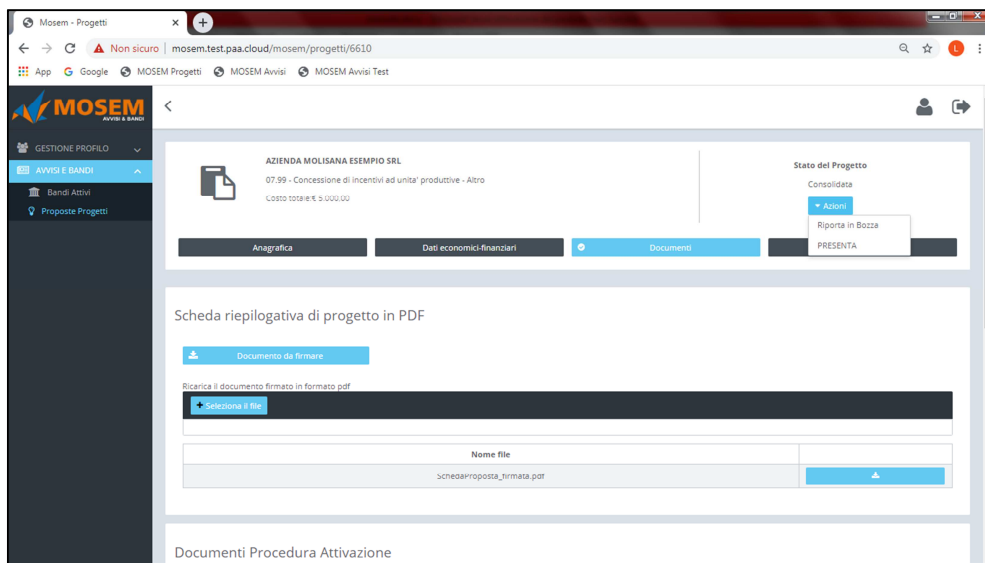 Mosem - Progetti
Non sicuro | mosem.test.paa.cloud/mosem/progetti/6610
L
App Google MOSEM Progetti MOSEM Avvisi MOSEM Avvisi Test
MOSEM
AVVISI & BANDI
GESTIONE PROFILO
AVVISI E BANDI
Bandi Attivi
Proposte Progetti
AZIENDA MOLISANA ESEMPIO SRL
07.99 - Concessione di incentivi ad unita' produttive - Altro
Costo totale:€ 5.000,00
Stato del Progetto
Consolidata
Azioni
Riporta in Bozza
PRESENTA
Anagrafica
Dati economici-finanziari
Documenti
Scheda riepilogativa di progetto in PDF
Documento da firmare
Ricarica il documento firmato in formato pdf
+ Seleziona il file
Nome file
SchedaProposta_firmata.pdf
Documenti Procedura Attivazione